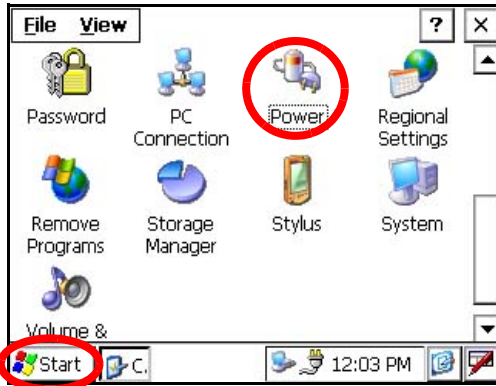 File View ? ×
Password PC Connection Power Regional Settings
Remove Programs Storage Manager Stylus System
Volume &
Start C. 12:03 PM